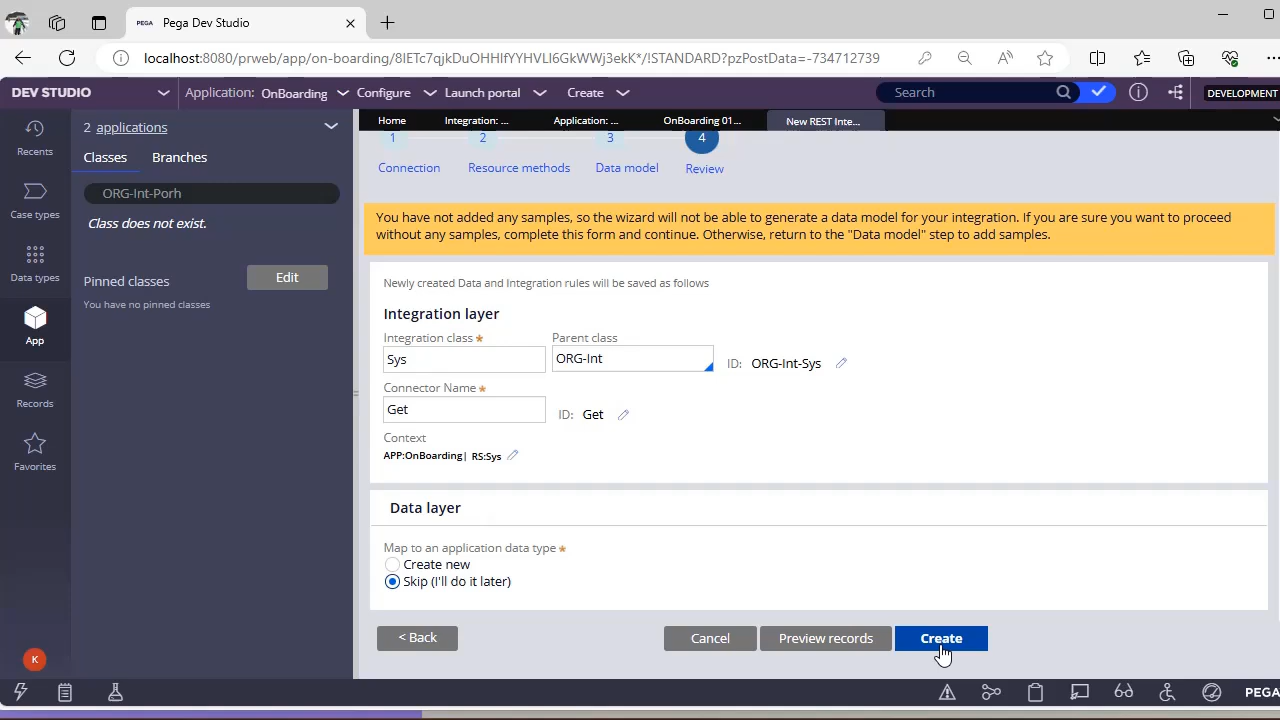 PEGA Pega Dev Studio
localhost:8080/prweb/app/on-boarding/8lETc7qjkDuOHHIfYYHVLI6GkWWj3ekK*/!STANDARD?pzPostData=-734712739
DEV STUDIO Application: OnBoarding Configure Launch portal Create Search DEVELOPMENT
2 applications
Home Integration: ... Application: ... OnBoarding 01... New REST Inte...
Recents
Classes Branches
1 2 3 4
Connection Resource methods Data model Review
ORG-Int-Porh
Case types
Class does not exist.
You have not added any samples, so the wizard will not be able to generate a data model for your integration. If you are sure you want to proceed
without any samples, complete this form and continue. Otherwise, return to the "Data model" step to add samples.
Data types
Pinned classes Edit
You have no pinned classes
Newly created Data and Integration rules will be saved as follows
App
Integration layer
Integration class * Parent class
Sys ORG-Int ID: ORG-Int-Sys
Records
Connector Name *
Get ID: Get
Favorites
Context
APP:OnBoarding| RS:Sys
Data layer
Map to an application data type *
Create new
Skip (I'll do it later)
< Back Cancel Preview records Create
K
PEGA